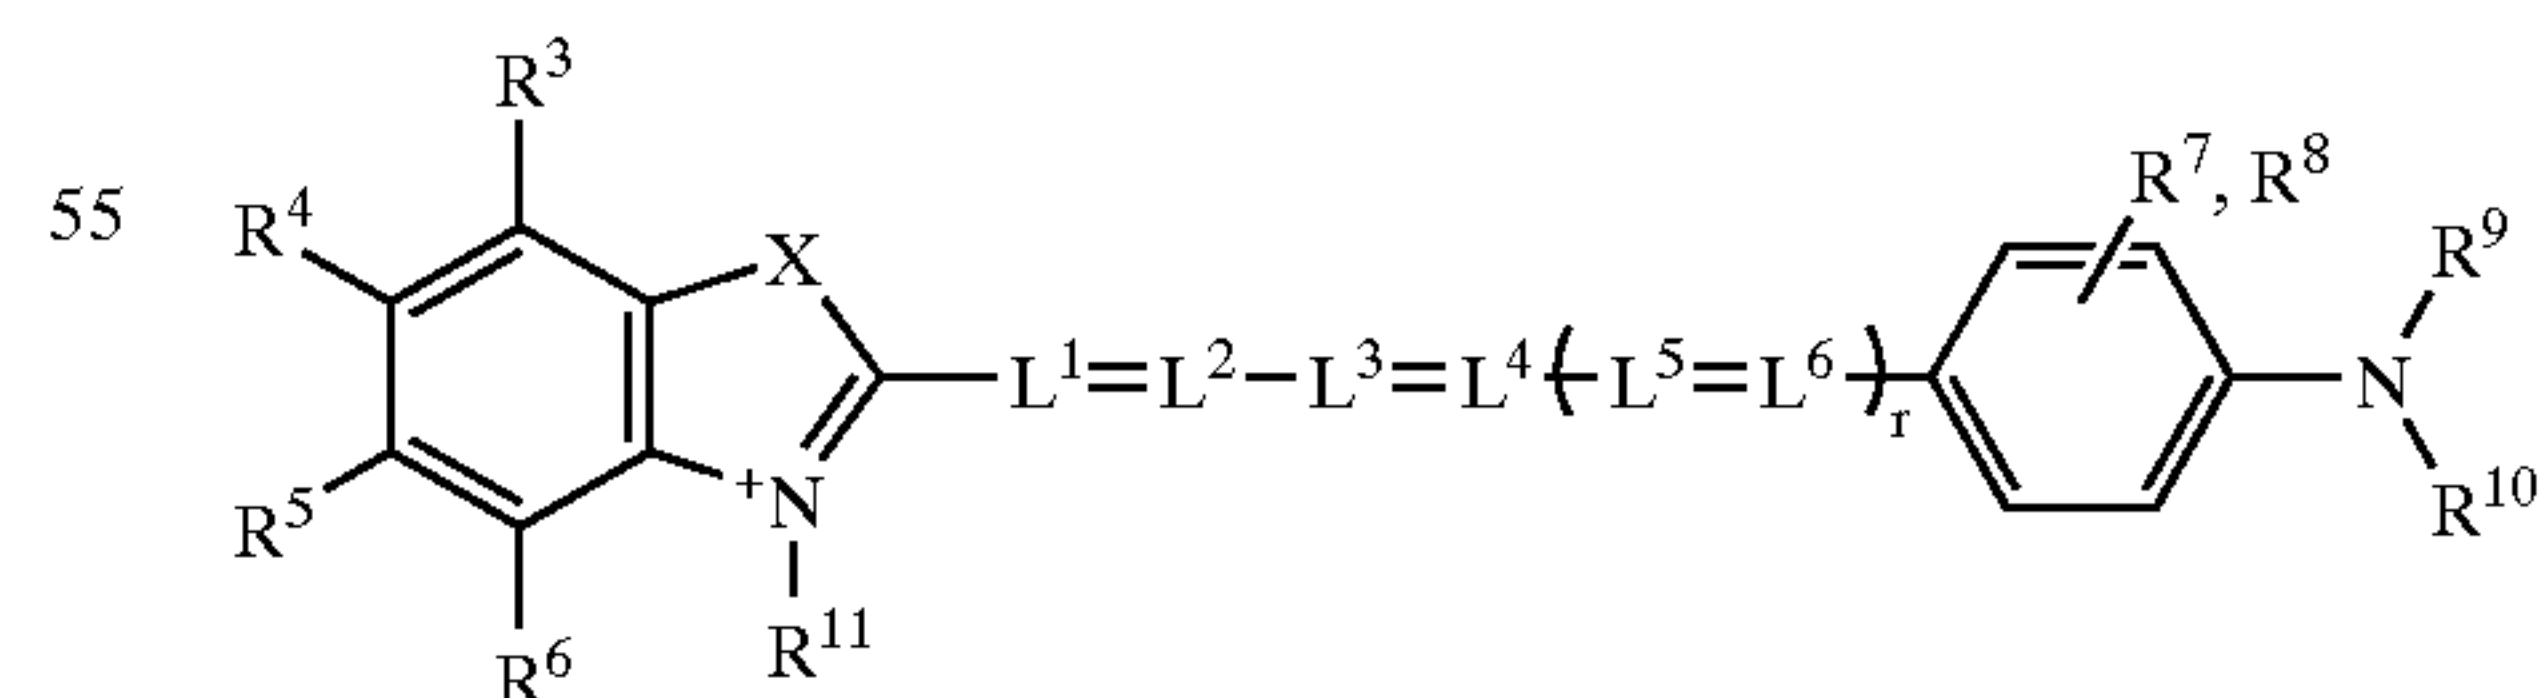 R³
R⁷, R⁸
55 R⁴ X R⁹
L¹=L²—L³=L⁴(L⁵=L⁶)r N
R⁵ +N R¹⁰
R⁶ R¹¹